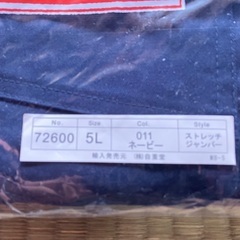 No. Size Col. Style
72600 5L 011 ネービー ストレッチ ジャンパー
輸入発売元 (株)自重堂